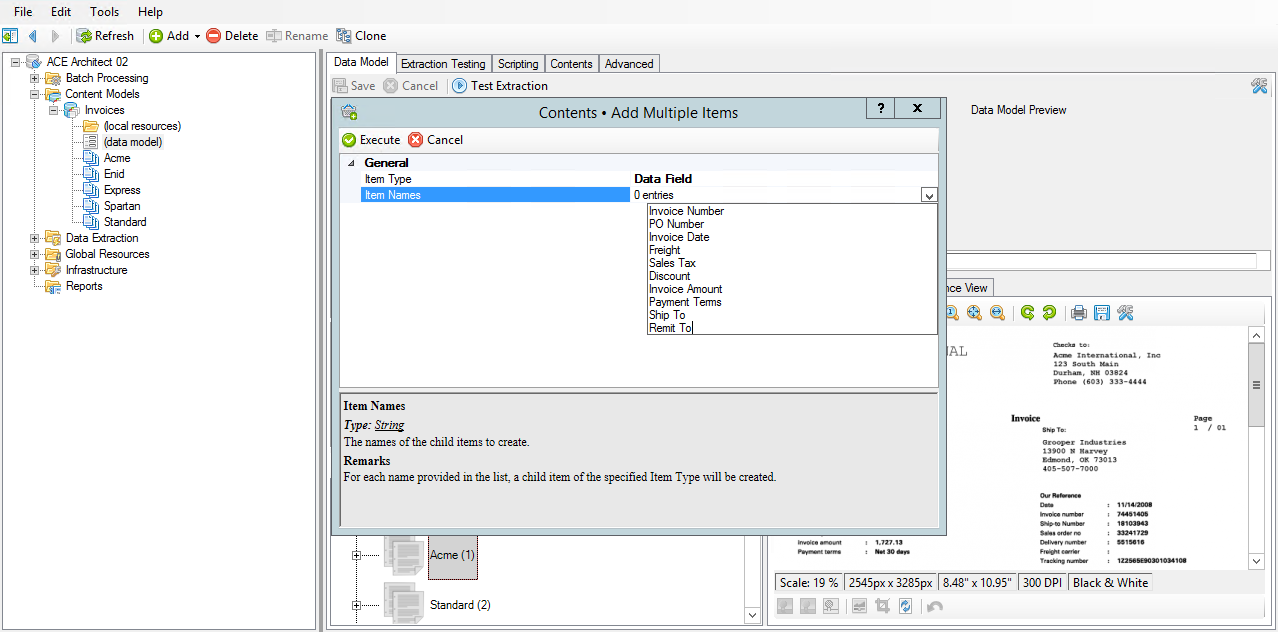 File Edit Tools Help
Refresh Add Delete Rename Clone
ACE Architect 02
Batch Processing
Content Models
Invoices
(local resources)
(data model)
Acme
Enid
Express
Spartan
Standard
Data Extraction
Global Resources
Infrastructure
Reports
Data Model Extraction Testing Scripting Contents Advanced
Save Cancel Test Extraction
Contents • Add Multiple Items ? X
Execute Cancel
General
Item Type Data Field
Item Names 0 entries
Invoice Number
PO Number
Invoice Date
Freight
Sales Tax
Discount
Invoice Amount
Payment Terms
Ship To
Remit To
Item Names
Type: String
The names of the child items to create.
Remarks
For each name provided in the list, a child item of the specified Item Type will be created.
Acme (1)
Standard (2)
Data Model Preview
nce View
NAL
Checks to:
Acme International, Inc
123 South Main
Durham, NH 03824
Phone (603) 333-4444
Invoice Page
1 / 01
Ship To:
Grooper Industries
13900 N Harvey
Edmond, OK 73013
405-507-7000
Our Reference
Date : 11/14/2008
Invoice number : 74451405
Ship-to Number : 18103943
Sales order no : 33241729
Delivery number : 5515616
Freight carrier :
Tracking number : 1Z2565E90301034108
Invoice amount : 1,727.13
Payment terms : Net 30 days
Scale: 19 % 2545px x 3285px 8.48" x 10.95" 300 DPI Black & White